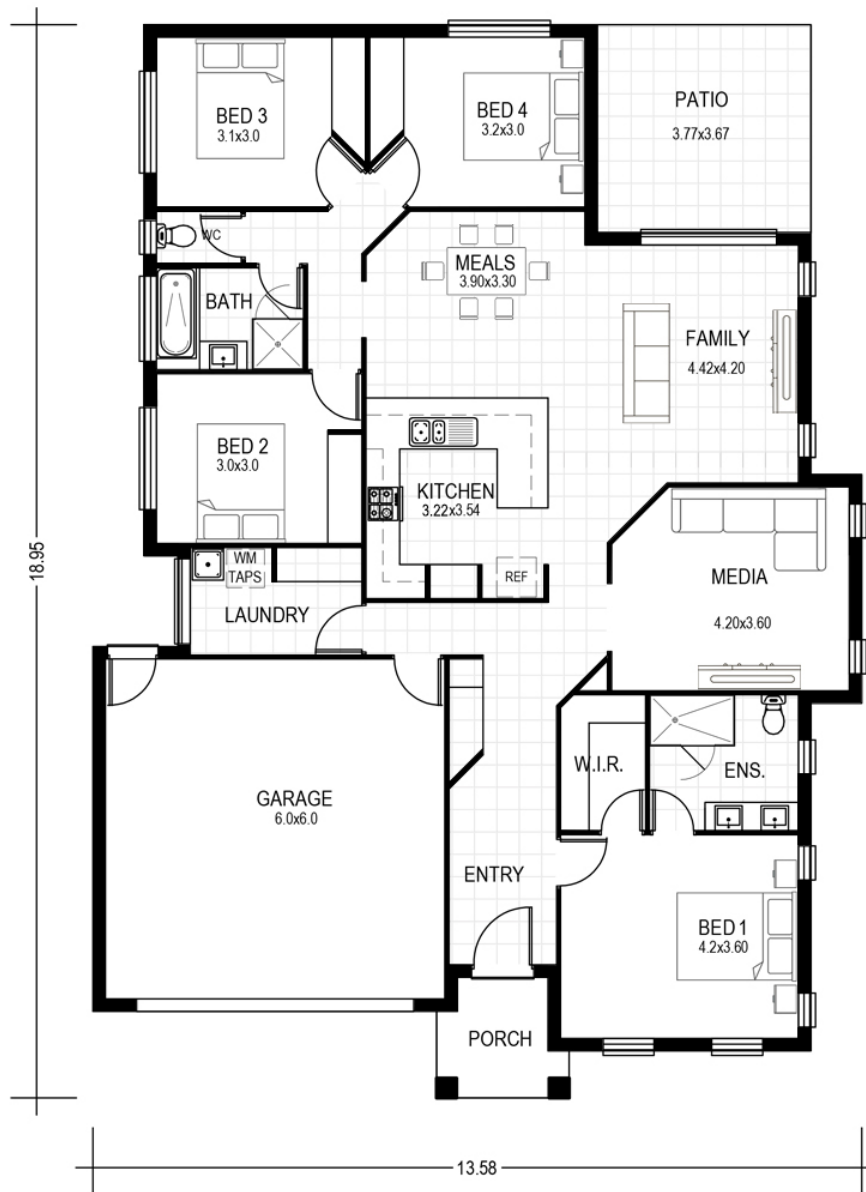 BED 3
3.1x3.0
BED 4
3.2x3.0
PATIO
3.77x3.67
WC
MEALS
3.90x3.30
BATH
FAMILY
4.42x4.20
BED 2
3.0x3.0
KITCHEN
3.22x3.54
WM
TAPS
REF
MEDIA
4.20x3.60
LAUNDRY
18.95
W.I.R.
ENS.
GARAGE
6.0x6.0
ENTRY
BED 1
4.2x3.60
PORCH
13.58